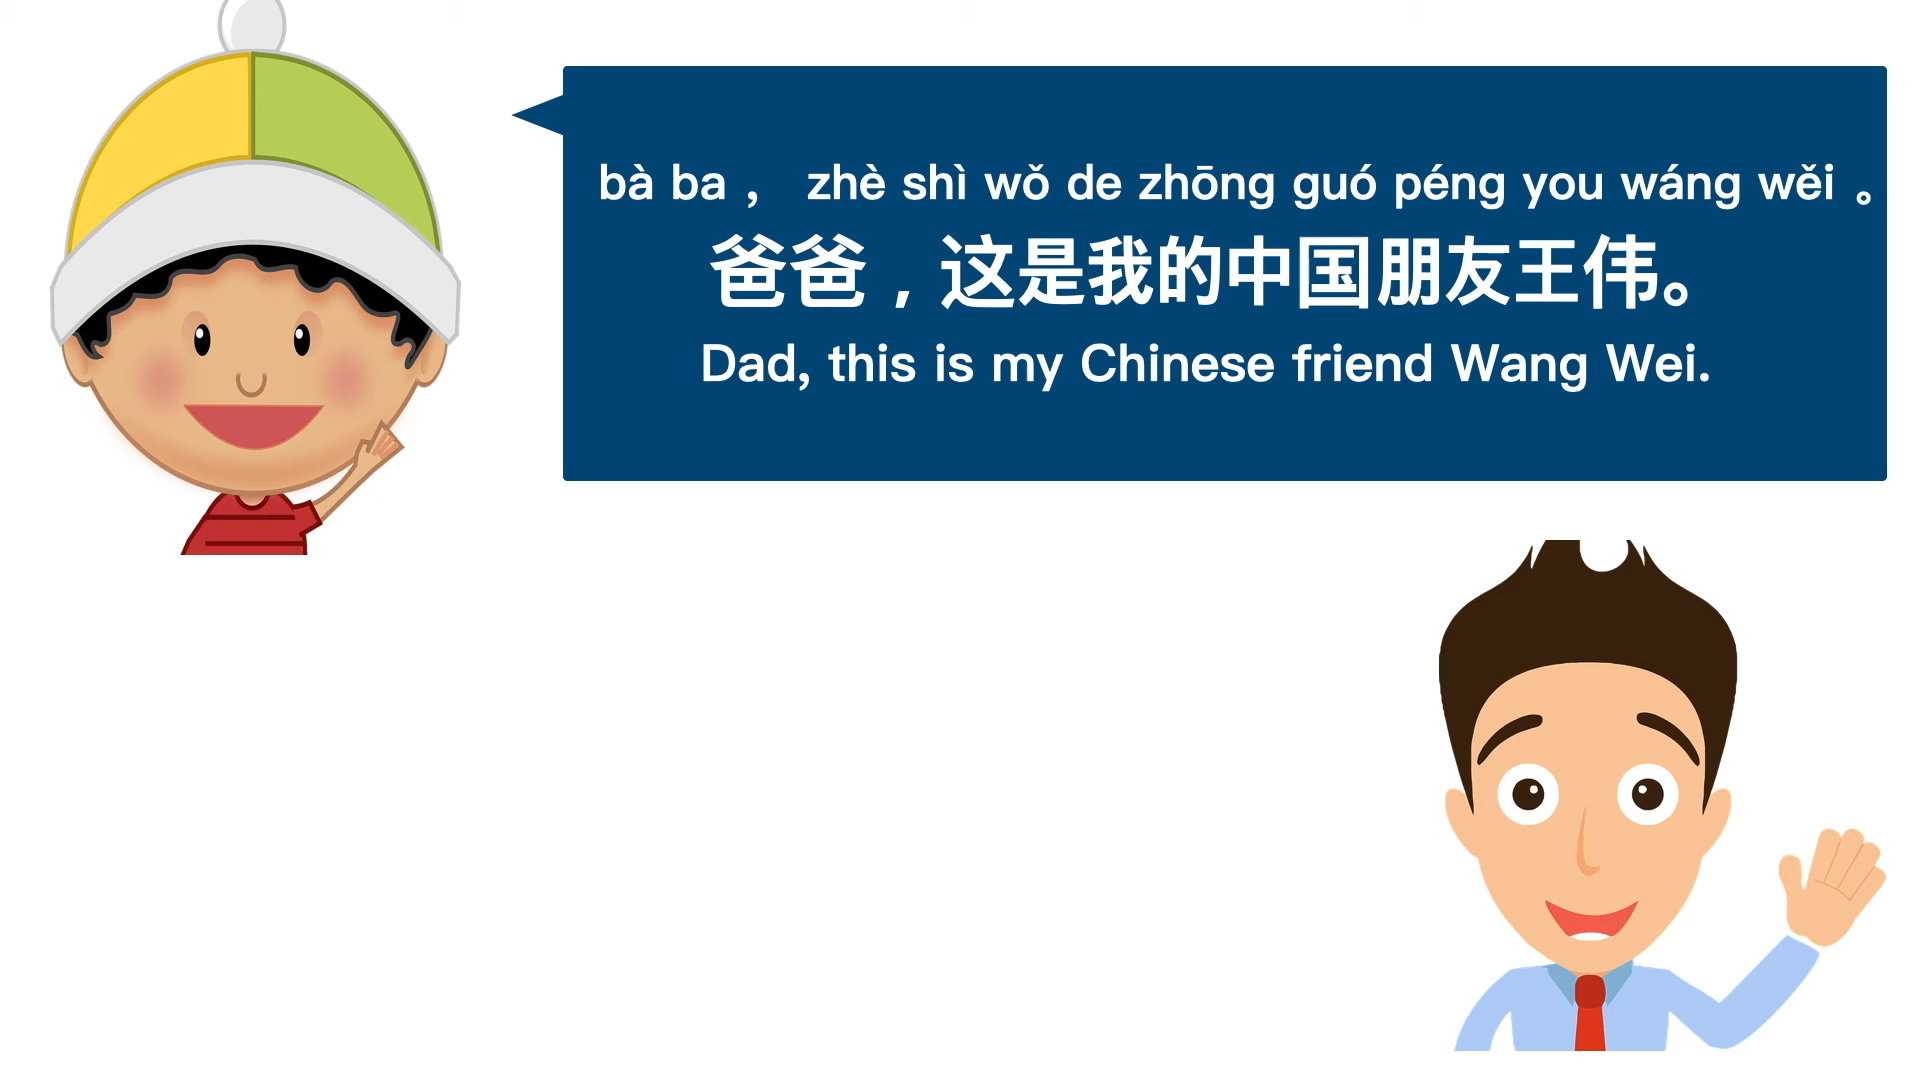 bà ba ， zhè shì wǒ de zhōng guó péng you wáng wěi 。
爸爸，这是我的中国朋友王伟。
Dad, this is my Chinese friend Wang Wei.